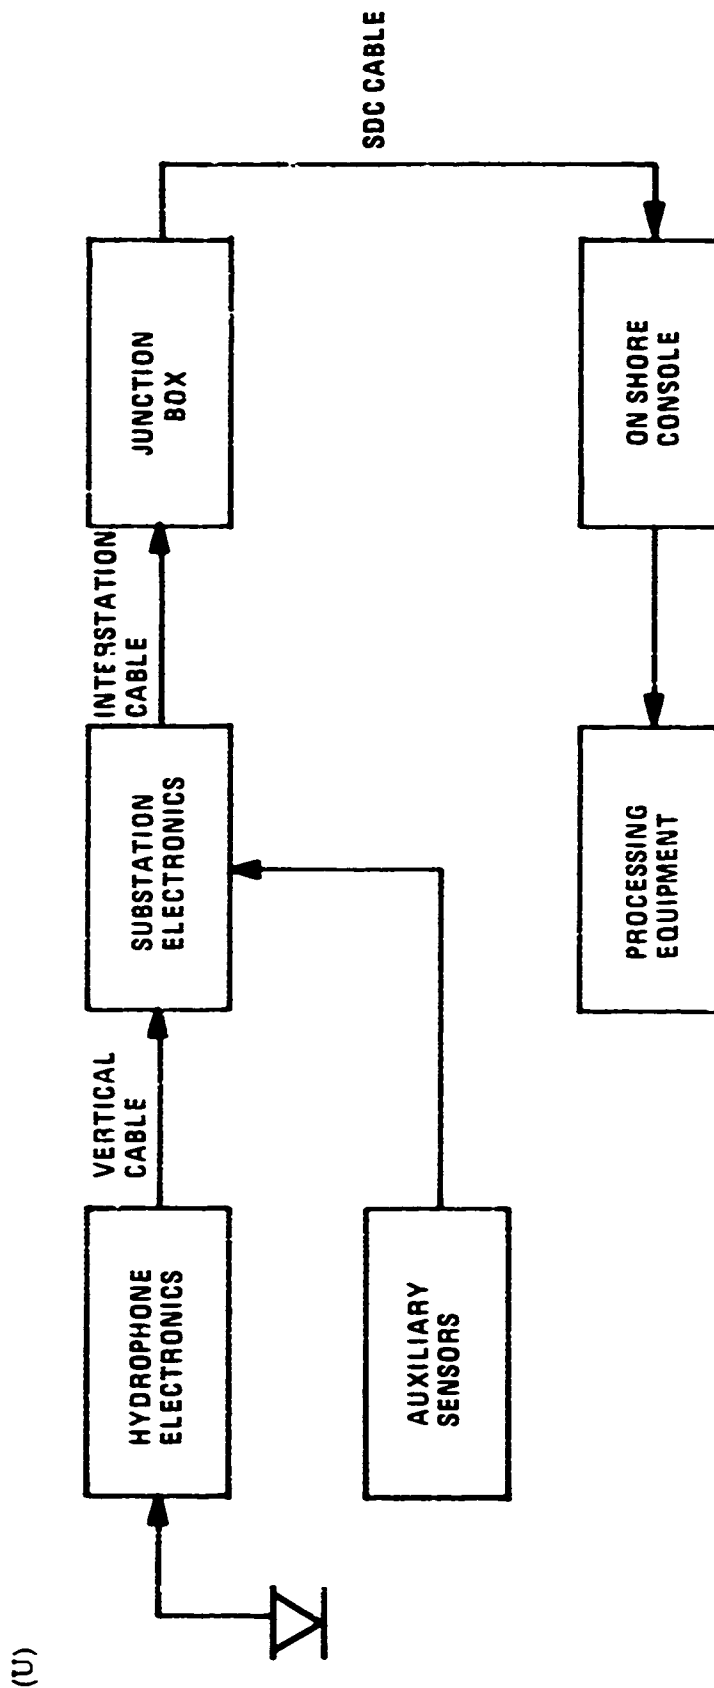 (U)
HYDROPHONE
ELECTRONICS
VERTICAL
CABLE
SUBSTATION
ELECTRONICS
INTERSTATION
CABLE
JUNCTION
BOX
SDC CABLE
AUXILIARY
SENSORS
PROCESSING
EQUIPMENT
ON SHORE
CONSOLE